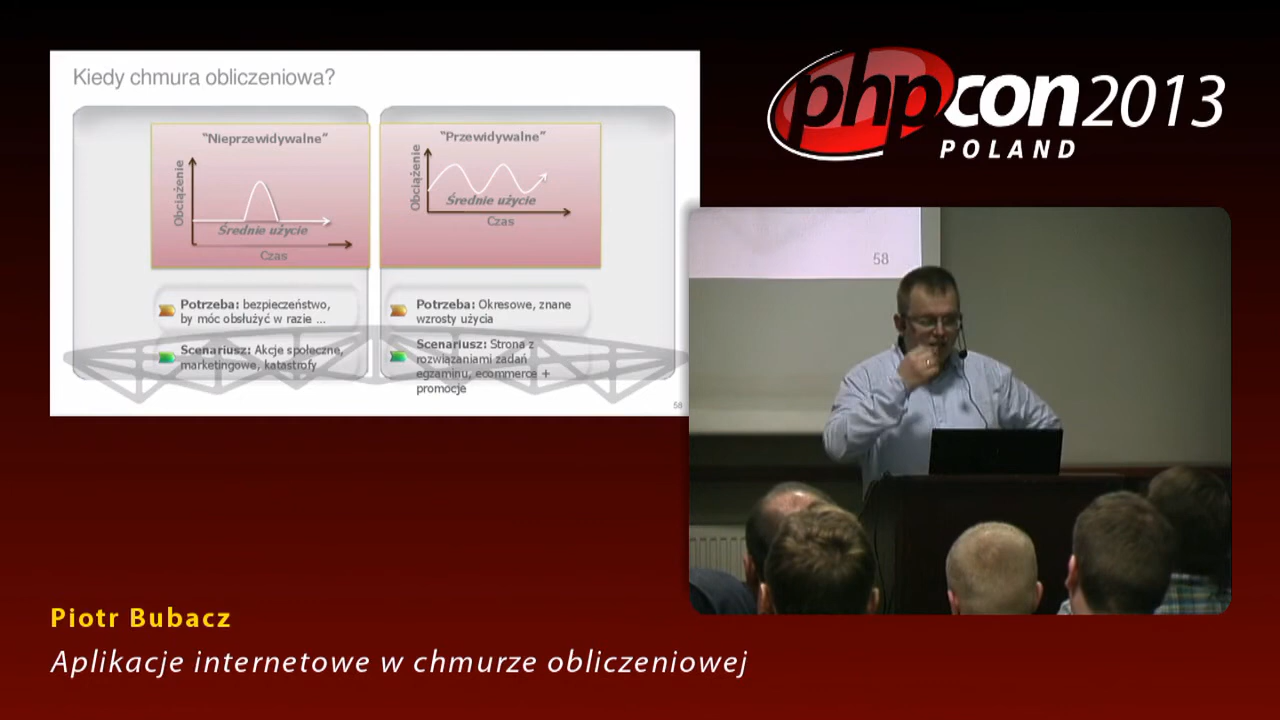 Kiedy chmura obliczeniowa?
"Nieprzewidywalne"
Obciążenie
Średnie użycie
Czas
Potrzeba: bezpieczeństwo,
by móc obsłużyć w razie ...
Scenariusz: Akcje społeczne,
marketingowe, katastrofy
"Przewidywalne"
Obciążenie
Średnie użycie
Czas
Potrzeba: Okresowe, znane
wzrosty użycia
Scenariusz: Strona z
rozwiązaniami zadań
egzaminu, ecommerce +
promocje
58
phpcon2013
POLAND
58
Piotr Bubacz
Aplikacje internetowe w chmurze obliczeniowej